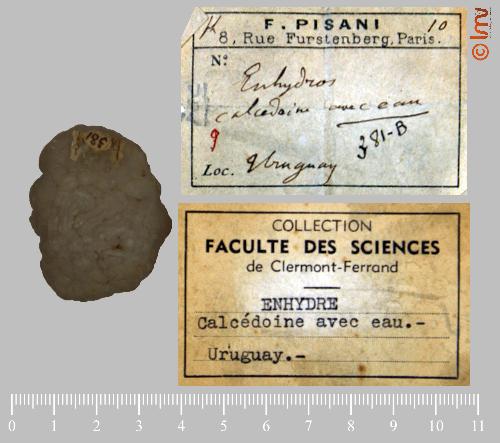 © lmv
381
F. PISANI 10
8, Rue Furstenberg, Paris.
N°
Enhydros
calcédoine avec eau
9
381-B
Loc. Uruguay
COLLECTION
FACULTE DES SCIENCES
de Clermont-Ferrand
ENHYDRE
Calcédoine avec eau.-
Uruguay.-
0 1 2 3 4 5 6 7 8 9 10 11